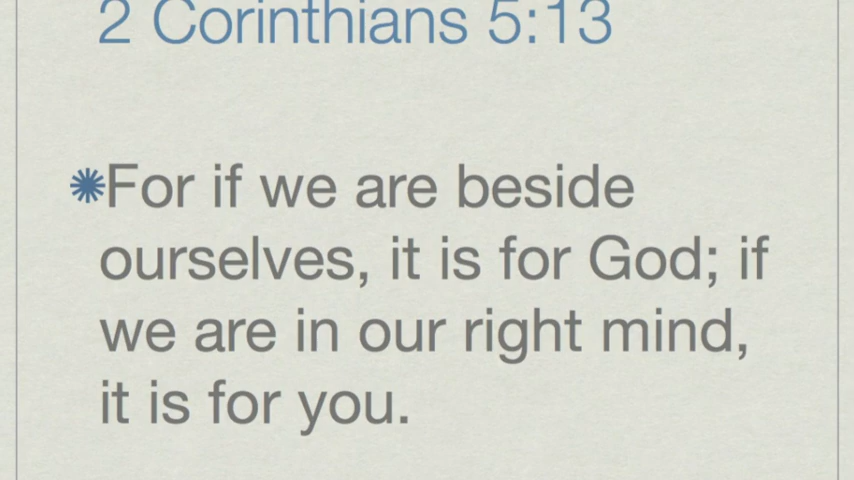 2 Corinthians 5:13
For if we are beside
ourselves, it is for God; if
we are in our right mind,
it is for you.